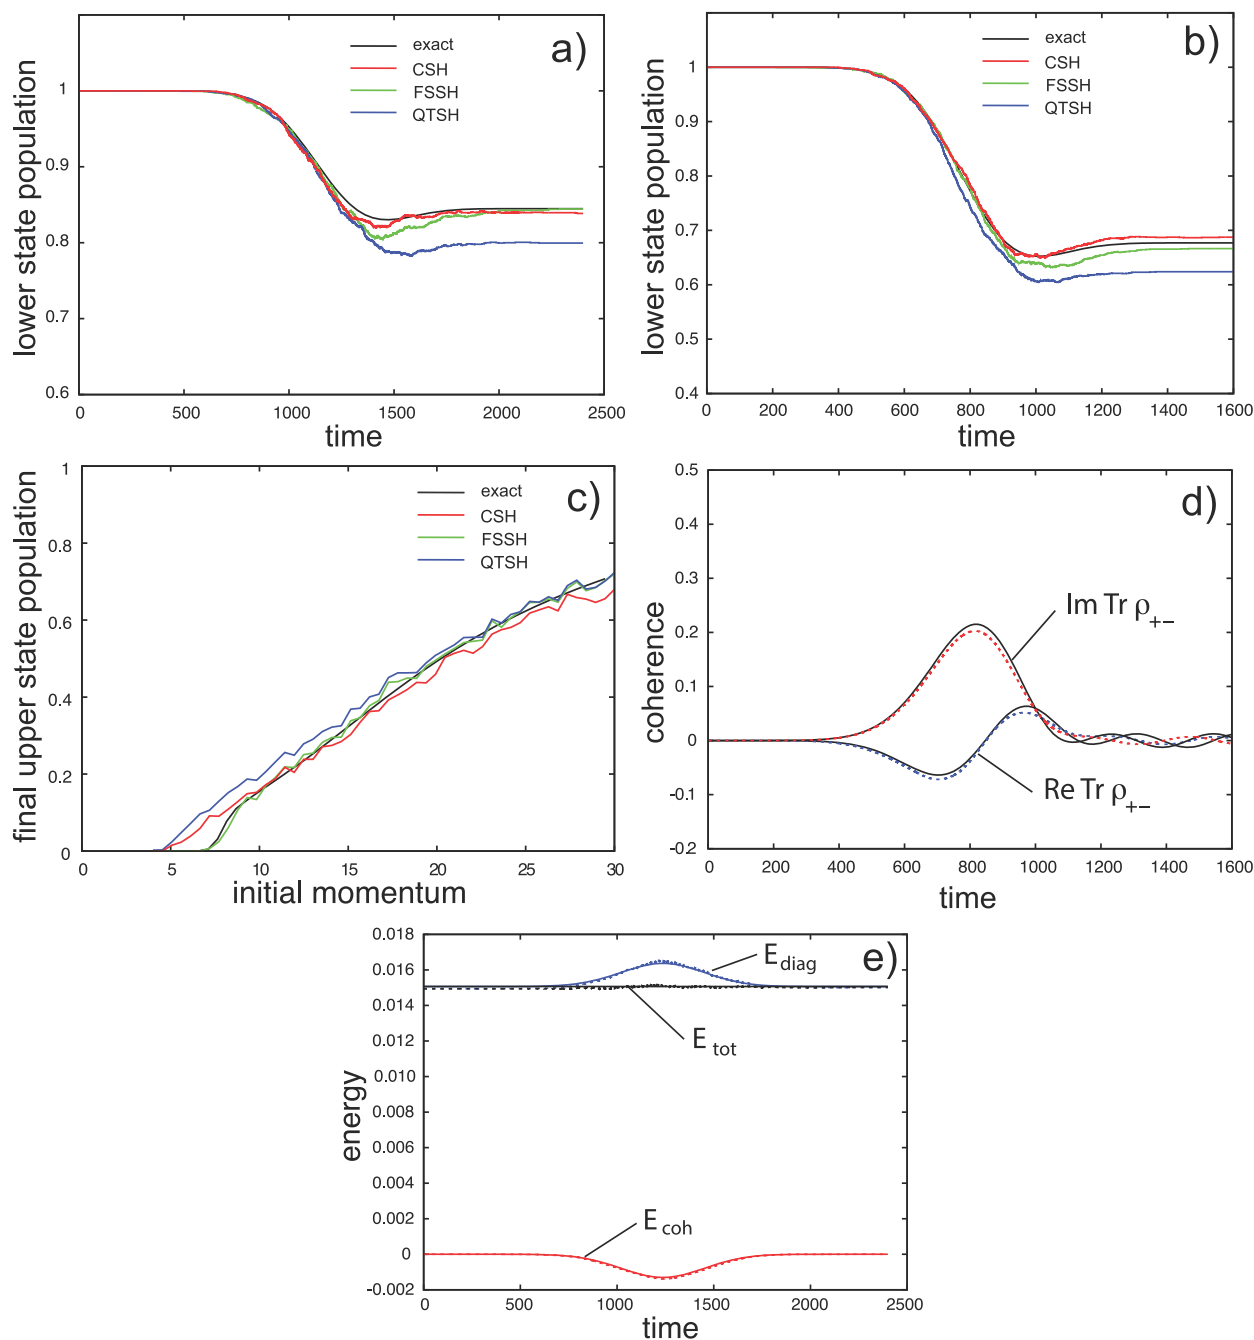 a)
exact
CSH
FSSH
QTSH
1
0.9
0.8
0.7
0.6
lower state population
0
500
1000
1500
2000
2500
time
b)
exact
CSH
FSSH
QTSH
1
0.9
0.8
0.7
0.6
0.5
0.4
lower state population
0
200
400
600
800
1000
1200
1400
1600
time
c)
exact
CSH
FSSH
QTSH
1
0.8
0.6
0.4
0.2
0
final upper state population
0
5
10
15
20
25
30
initial momentum
d)
0.5
0.4
0.3
0.2
0.1
0
-0.1
-0.2
coherence
Im Tr ρ+-
Re Tr ρ+-
0
200
400
600
800
1000
1200
1400
1600
time
e)
0.018
0.016
0.014
0.012
0.010
0.008
0.006
0.004
0.002
0
-0.002
energy
E diag
E tot
E coh
0
500
1000
1500
2000
2500
time